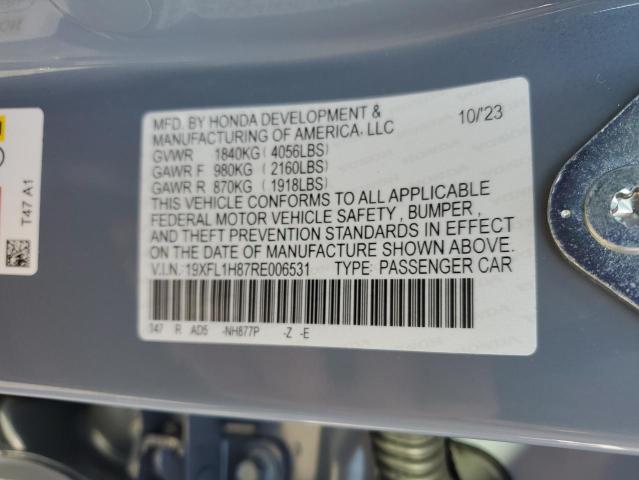 MFD. BY HONDA DEVELOPMENT & 10/'23
MANUFACTURING OF AMERICA, LLC
GVWR 1840KG ( 4056LBS)
GAWR F 980KG ( 2160LBS)
GAWR R 870KG ( 1918LBS)
THIS VEHICLE CONFORMS TO ALL APPLICABLE
FEDERAL MOTOR VEHICLE SAFETY , BUMPER ,
AND THEFT PREVENTION STANDARDS IN EFFECT
ON THE DATE OF MANUFACTURE SHOWN ABOVE.
V.I.N. 19XFL1H87RE006531 TYPE: PASSENGER CAR
347 R AD5 -NH877P -Z -E
T47 A1